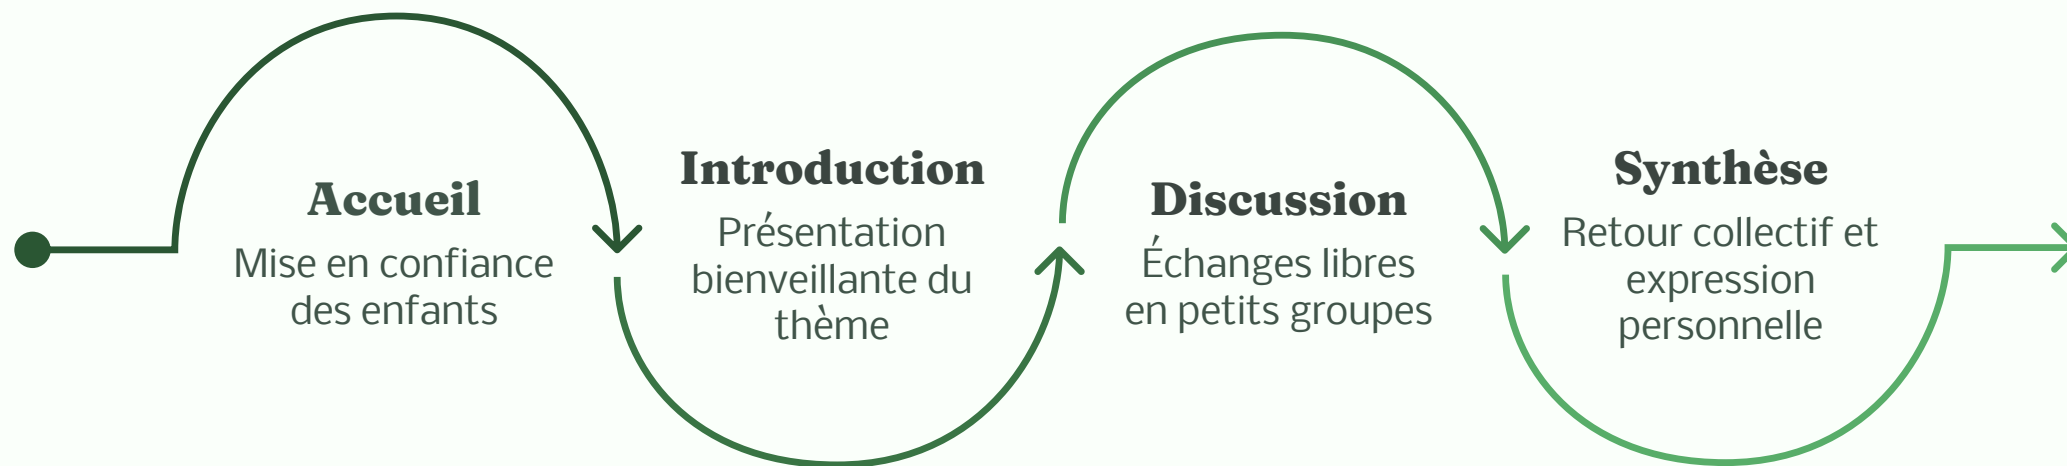 Accueil
Mise en confiance
des enfants
Introduction
Présentation
bienveillante du
thème
Discussion
Échanges libres
en petits groupes
Synthèse
Retour collectif et
expression
personnelle